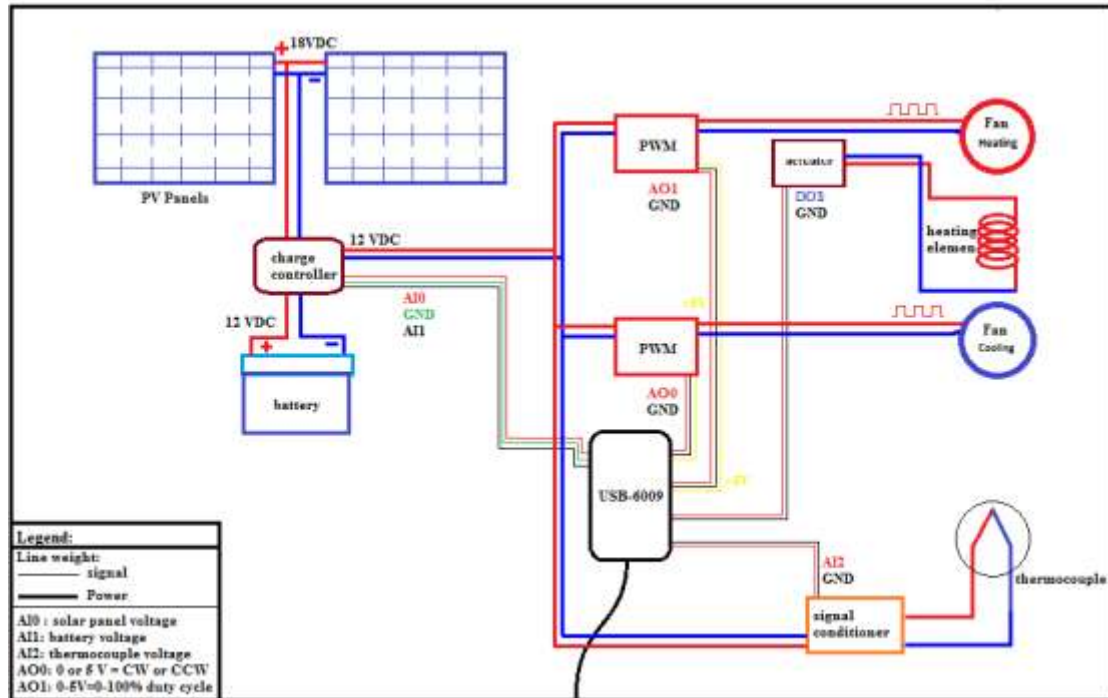 18VDC
+
-
PV Panels
charge
controller
12 VDC
12 VDC
+
-
battery
AI0
GND
AI1
PWM
AO1
GND
actuator
GND
Fan
Heating
heating
elemen
PWM
AO0
GND
Fan
Cooling
USB-6009
AI2
GND
signal
conditioner
thermocouple
Legend:
Line weight:
signal
Power
AI0 : solar panel voltage
AI1: battery voltage
AI2: thermocouple voltage
AO0: 0 or 5 V = CW or CCW
AO1: 0-5V=0-100% duty cycle